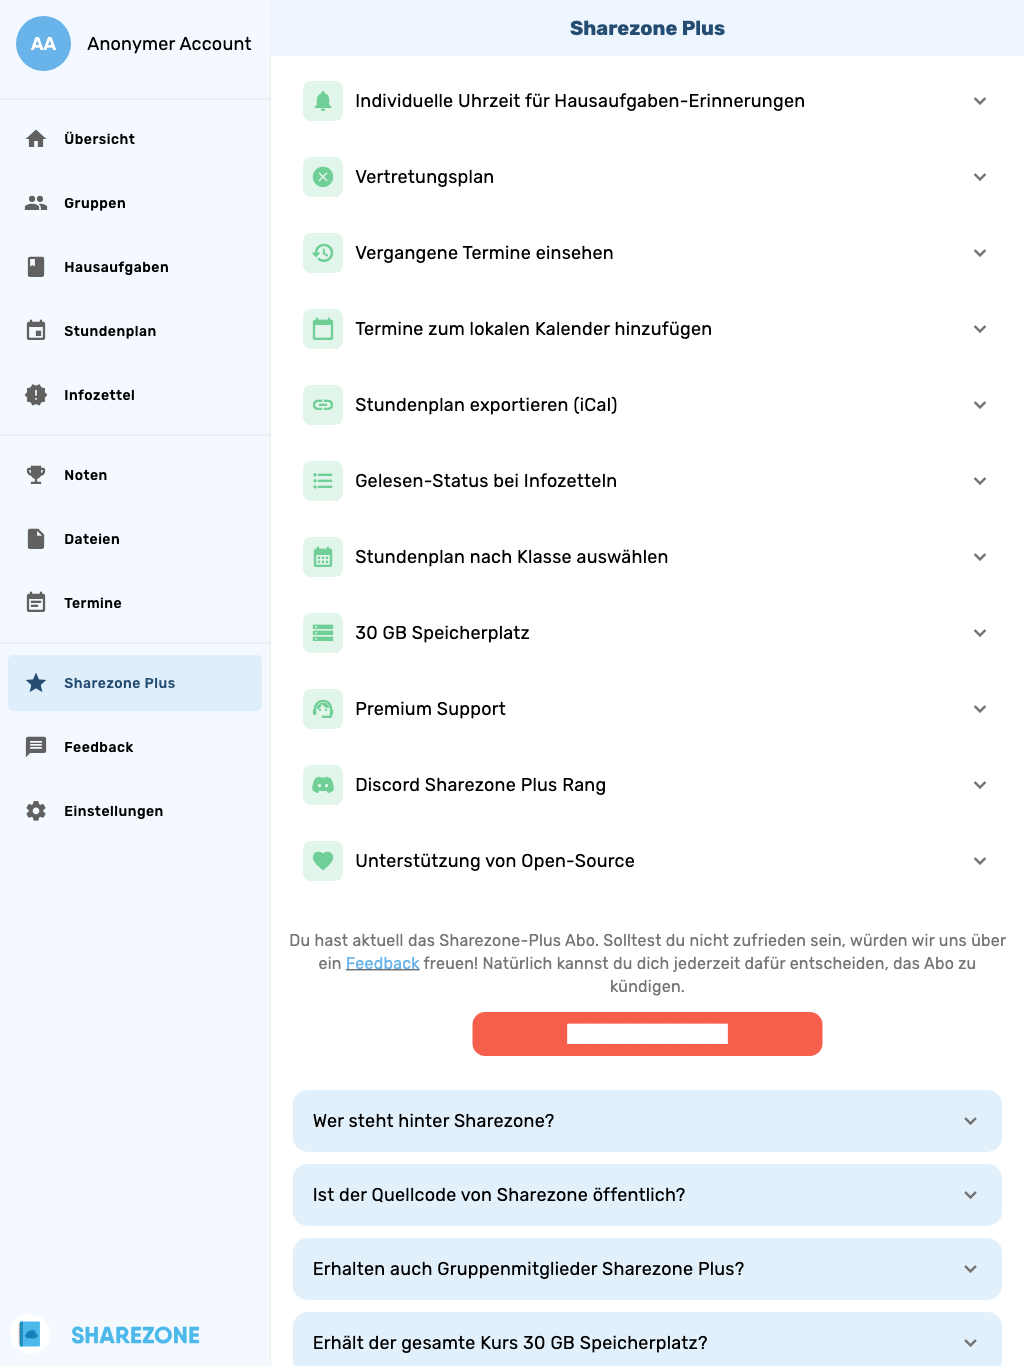 AA
Anonymer Account
Übersicht
Gruppen
Hausaufgaben
Stundenplan
Infozettel
Noten
Dateien
Termine
Sharezone Plus
Feedback
Einstellungen
SHAREZONE
Sharezone Plus
Individuelle Uhrzeit für Hausaufgaben-Erinnerungen
Vertretungsplan
Vergangene Termine einsehen
Termine zum lokalen Kalender hinzufügen
Stundenplan exportieren (iCal)
Gelesen-Status bei Infozetteln
Stundenplan nach Klasse auswählen
30 GB Speicherplatz
Premium Support
Discord Sharezone Plus Rang
Unterstützung von Open-Source
Du hast aktuell das Sharezone-Plus Abo. Solltest du nicht zufrieden sein, würden wir uns über
ein Feedback freuen! Natürlich kannst du dich jederzeit dafür entscheiden, das Abo zu
kündigen.
Wer steht hinter Sharezone?
Ist der Quellcode von Sharezone öffentlich?
Erhalten auch Gruppenmitglieder Sharezone Plus?
Erhält der gesamte Kurs 30 GB Speicherplatz?